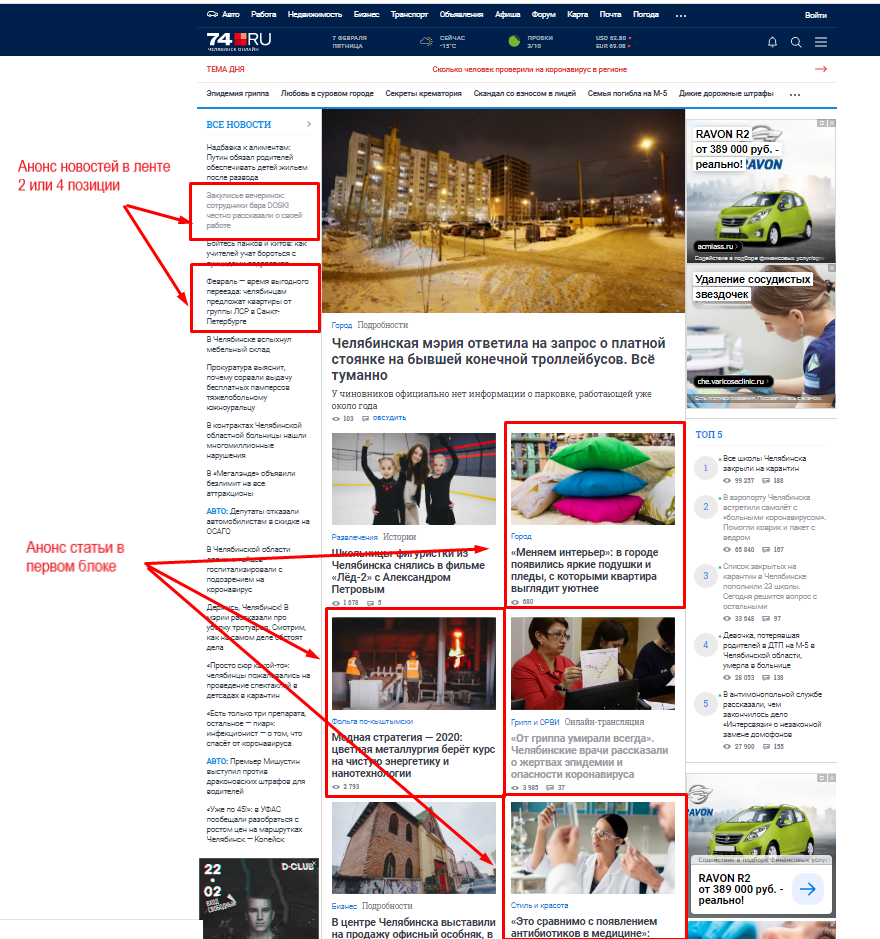 Авто Работа Недвижимость Бизнес Транспорт Объявления Афиша Форум Карта Почта Погода ... Войти
74 RU
ЧЕЛЯБИНСК ОНЛАЙН
7 ФЕВРАЛЯ
ПЯТНИЦА
СЕЙЧАС
-15°C
ПРОБКИ
3/10
USD 62.80
EUR 69.08
ТЕМА ДНЯ
Сколько человек проверили на коронавирус в регионе
Эпидемия гриппа Любовь в суровом городе Секреты крематория Скандал со взносом в лицей Семья погибла на М-5 Дикие дорожные штрафы ...
Анонс новостей в ленте
2 или 4 позиции
Анонс статьи в
первом блоке
ВСЕ НОВОСТИ
Надбавка к алиментам:
Путин обязал родителей
обеспечивать детей жильем
после развода
Закулисье вечеринок:
сотрудники бара DOSKI
честно рассказали о своей
работе
Бойтесь панков и китов: как
учителей учат бороться с
Февраль — время выгодного
переезда: челябинцам
предложат квартиры от
группы ЛСР в Санкт-
Петербурге
В Челябинске вспыхнул
мебельный склад
Прокуратура выяснит,
почему сорвали выдачу
бесплатных памперсов
тяжелобольному
южноуральцу
В контрактах Челябинской
областной больницы нашли
многомиллионные
нарушения
В «Мегалэнде» объявили
безлимит на все
аттракционы
АВТО: Депутаты отказали
автомобилистам в скидке на
ОСАГО
В Челябинской области
госпитализировали с
подозрением на
коронавирус
Держись, Челябинск! В
мэрии рассказали про
уборку тротуаров. Смотрим,
как на самом деле обстоят
дела
«Просто сюр какой-то»:
челябинцы пожаловались на
проведение спектаклей в
детсадах в карантин
«Есть только три препарата,
остальное — пиар»:
инфекционист — о том, что
спасёт от коронавируса
АВТО: Премьер Мишустин
выступил против
драконовских штрафов для
водителей
«Уже по 45!»: в УФАС
пообещали разобраться с
ростом цен на маршрутках
Челябинск — Копейск
22
•02
ВХОД
СВОБОДНЫЙ
D-CLUB
Город Подробности
Челябинская мэрия ответила на запрос о платной
стоянке на бывшей конечной троллейбусов. Всё
туманно
У чиновников официально нет информации о парковке, работающей уже
около года
103 ОБСУДИТЬ
Развлечения Истории
Школьницы-фигуристки из
Челябинска снялись в фильме
«Лёд-2» с Александром
Петровым
1 678 5
Город
«Меняем интерьер»: в городе
появились яркие подушки и
пледы, с которыми квартира
выглядит уютнее
680
Фольга по-кыштымски
Медная стратегия — 2020:
цветная металлургия берёт курс
на чистую энергетику и
нанотехнологии
2 793
Грипп и ОРВИ Онлайн-трансляция
«От гриппа умирали всегда».
Челябинские врачи рассказали
о жертвах эпидемии и
опасности коронавируса
3 985 37
Бизнес Подробности
В центре Челябинска выставили
на продажу офисный особняк, в
Стиль и красота
«Это сравнимо с появлением
антибиотиков в медицине»:
RAVON R2
от 389 000 руб. -
реально!
RAVON
acmlass.ru
Удаление сосудистых
звездочек
che.varicoseclinic.ru
ТОП 5
1
Все школы Челябинска
закрыли на карантин
99 257 188
2
В аэропорту Челябинска
встретили самолёт с
«больными коронавирусом».
Помогли коврик и пакет с
ведром
65 840 167
3
Список закрытых на
карантин в Челябинске
пополнили 23 школы.
Сегодня решится вопрос с
остальными
33 648 97
4
Девочка, потерявшая
родителей в ДТП на М-5 в
Челябинской области,
умерла в больнице
28 053 138
5
В антимонопольной службе
рассказали, чем
закончилось дело
«Интерсвязи» о незаконной
замене домофонов
27 900 155
RAVON R2
от 389 000 руб. -
реально!